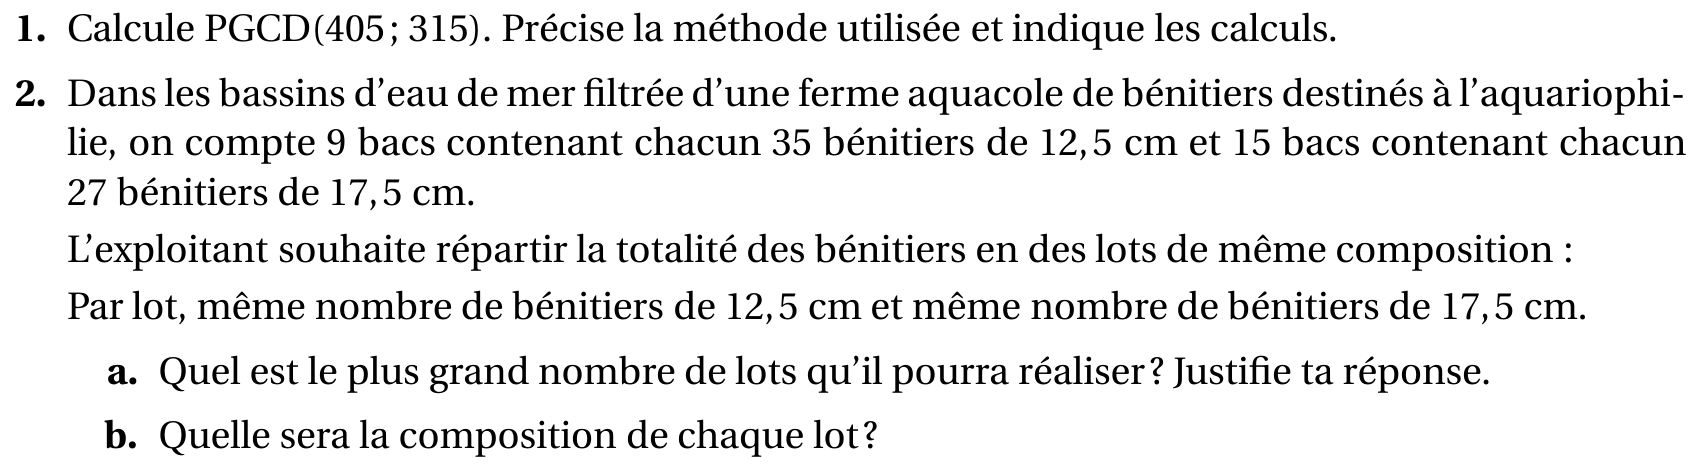 1. Calcule PGCD(405; 315). Précise la méthode utilisée et indique les calculs.
2. Dans les bassins d'eau de mer filtrée d'une ferme aquacole de bénitiers destinés à l'aquariophi-
lie, on compte 9 bacs contenant chacun 35 bénitiers de 12,5 cm et 15 bacs contenant chacun
27 bénitiers de 17,5 cm.
L'exploitant souhaite répartir la totalité des bénitiers en des lots de même composition :
Par lot, même nombre de bénitiers de 12,5 cm et même nombre de bénitiers de 17,5 cm.
a. Quel est le plus grand nombre de lots qu'il pourra réaliser? Justifie ta réponse.
b. Quelle sera la composition de chaque lot?